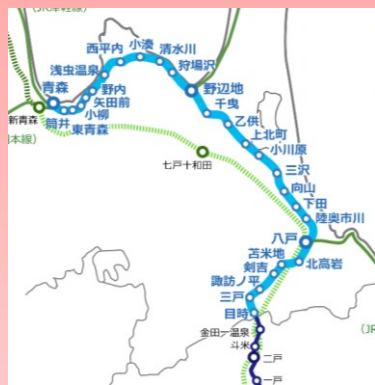 (JR津軽線)
小湊
西平内
清水川
浅虫温泉
狩場沢
青森
野内
野辺地
矢田前
千曳
小柳
新青森
筒井
乙供
東青森
上北町
本線)
小川原
七戸十和田
三沢
向山
下田
陸奥市川
八戸
苫米地
剣吉
北高岩
諏訪ノ平
三戸
目時
(JR
金田一温泉
斗米
二戸
一戸